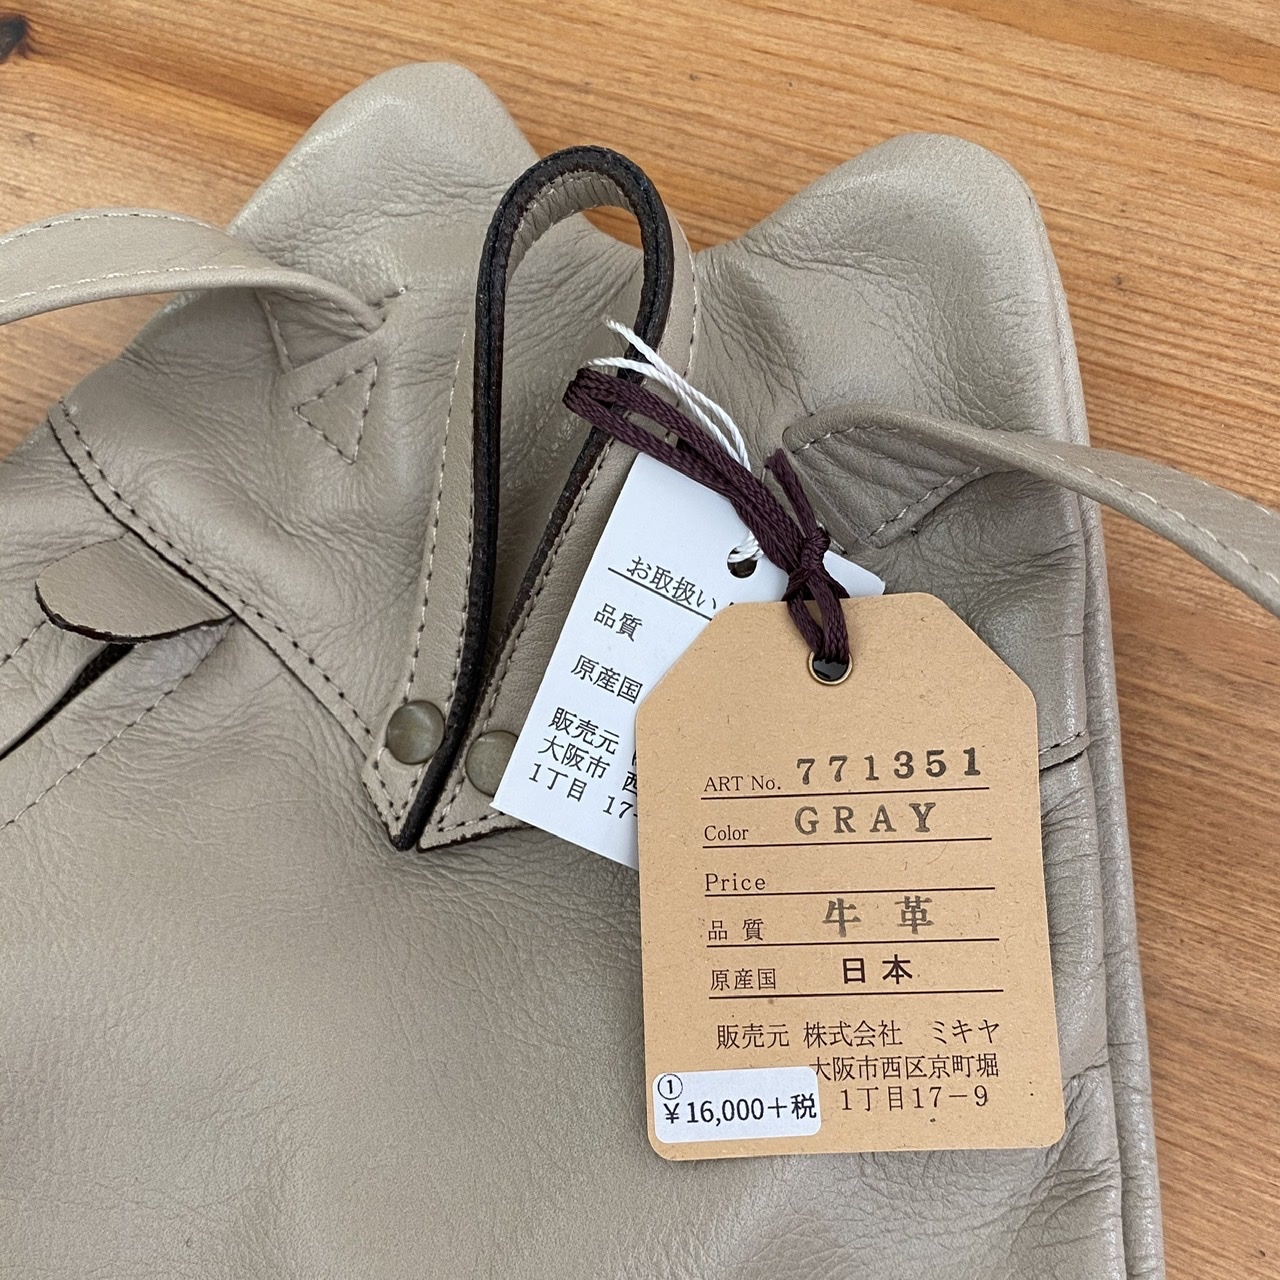 お取扱い
品質
原産国
販売元
大阪市 西
1丁目 17-
ART No. 771351
Color GRAY
Price
品質 牛革
原産国 日本
販売元 株式会社 ミキヤ
大阪市西区京町堀
1丁目17-9
①
¥16,000+税